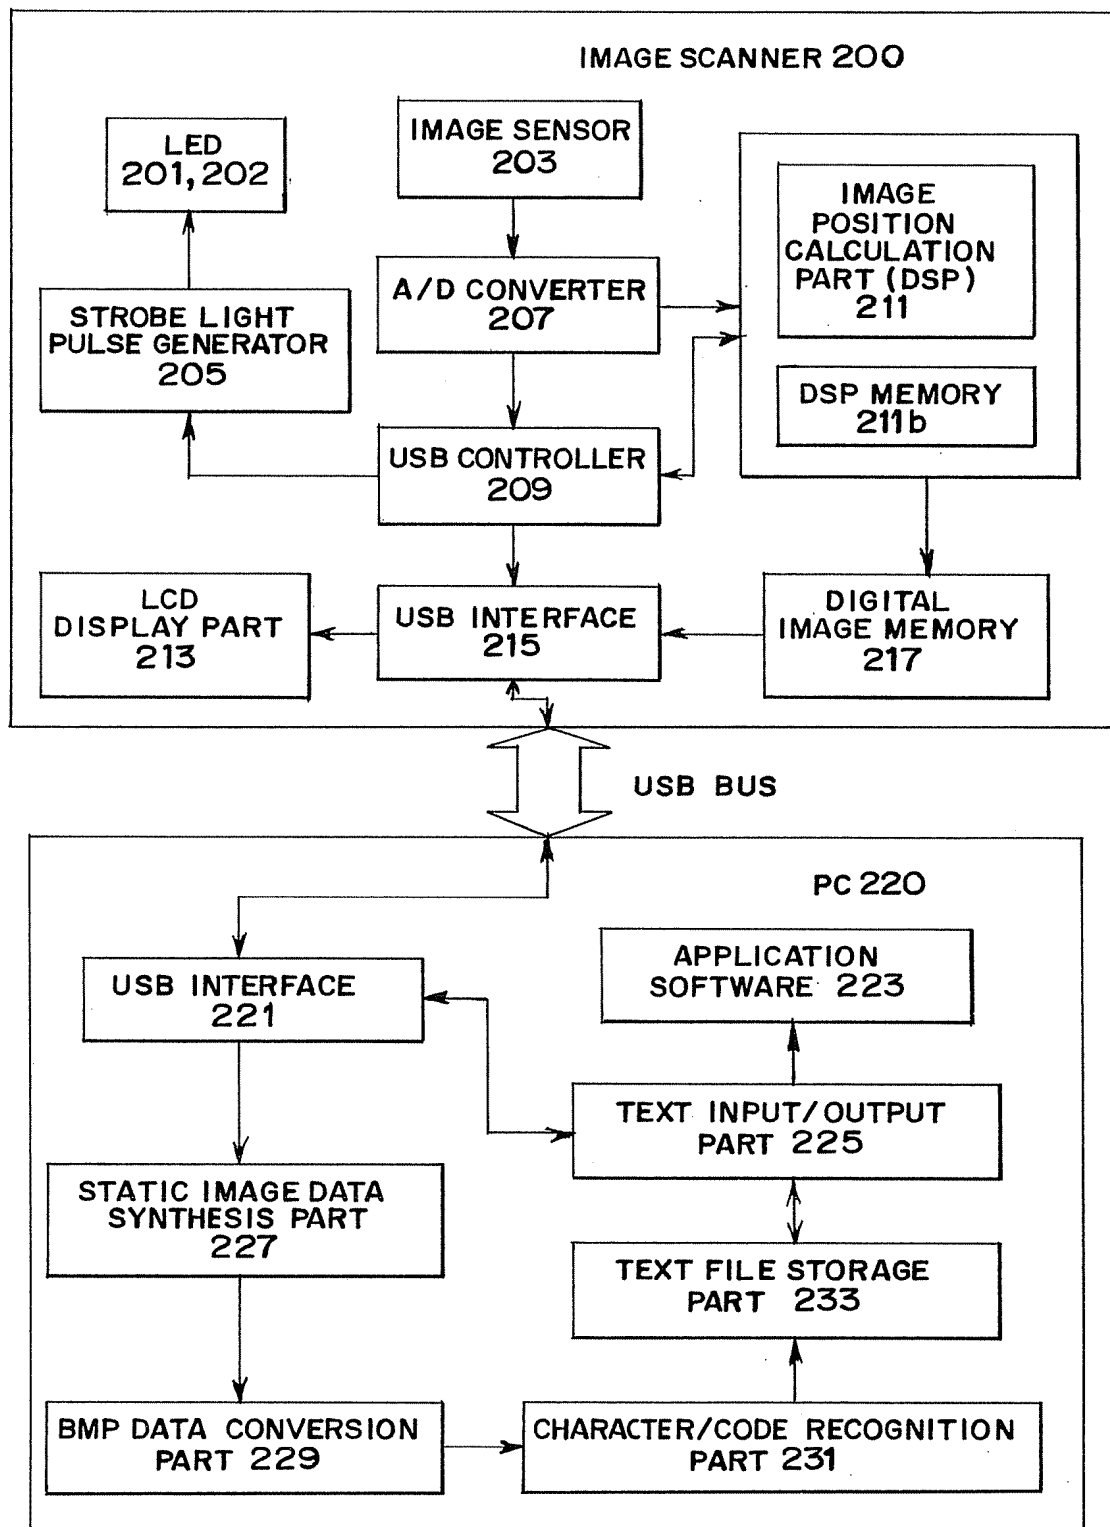 IMAGE SCANNER 200
LED
201, 202
IMAGE SENSOR
203
IMAGE
POSITION
CALCULATION
PART (DSP)
211
A/D CONVERTER
207
STROBE LIGHT
PULSE GENERATOR
205
DSP MEMORY
211b
USB CONTROLLER
209
LCD
DISPLAY PART
213
USB INTERFACE
215
DIGITAL
IMAGE MEMORY
217
USB BUS
PC 220
APPLICATION
SOFTWARE 223
USB INTERFACE
221
TEXT INPUT/OUTPUT
PART 225
STATIC IMAGE DATA
SYNTHESIS PART
227
TEXT FILE STORAGE
PART 233
BMP DATA CONVERSION
PART 229
CHARACTER/CODE RECOGNITION
PART 231